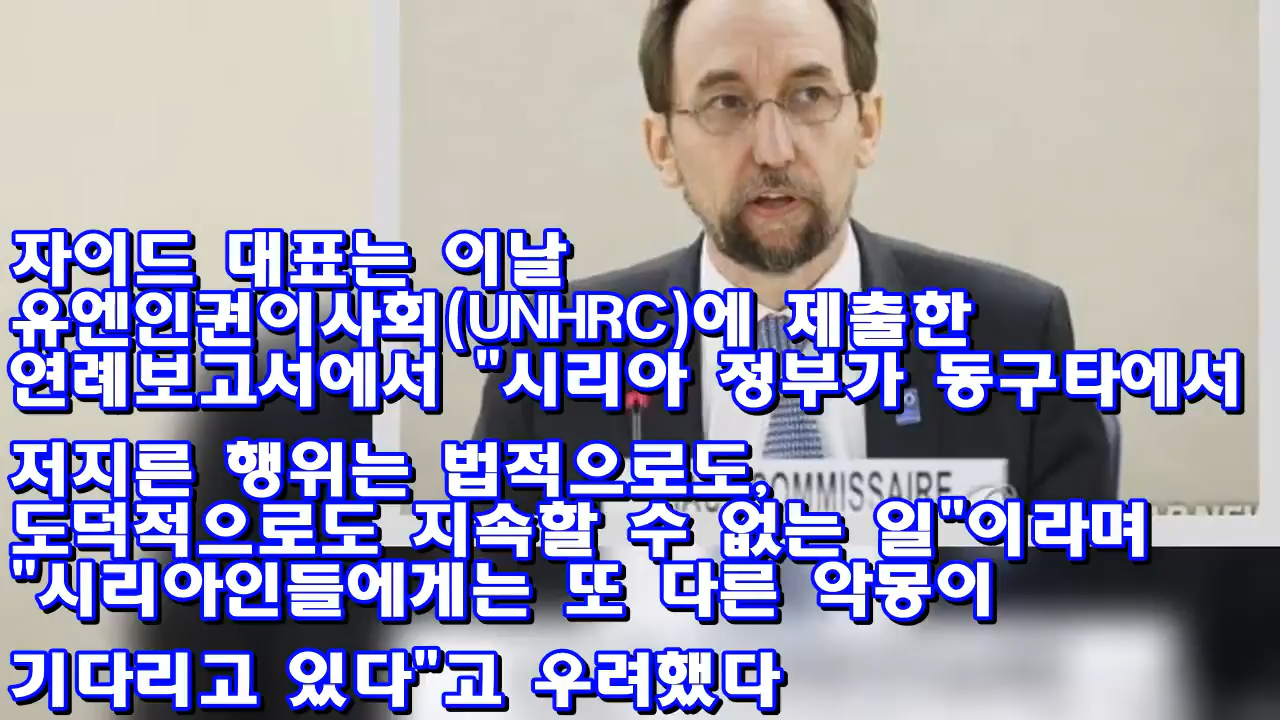 자이드 대표는 이날
유엔인권이사회(UNHRC)에 제출한
연례보고서에서 "시리아 정부가 동구타에서
저지른 행위는 법적으로도,
COMMISSAIRE
도덕적으로도 지속할 수 없는 일"이라며
"시리아인들에게는 또 다른 악몽이
기다리고 있다"고 우려했다